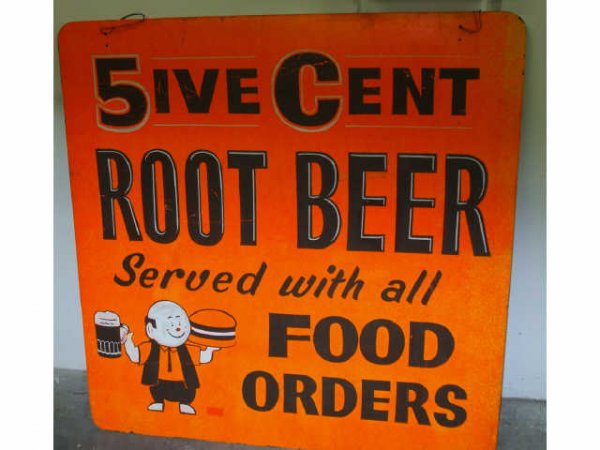 5IVE CENT
ROOT BEER
Served with all
FOOD
ORDERS